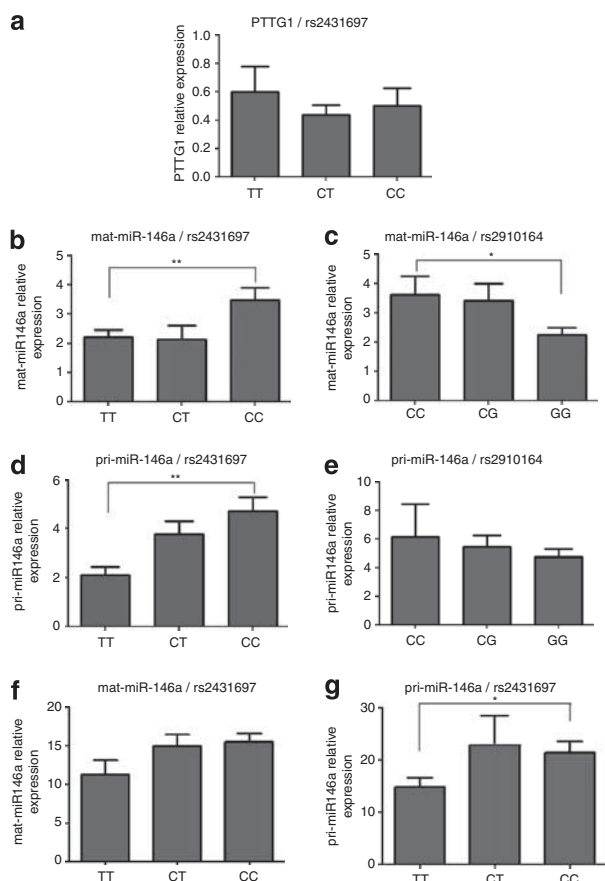 a
PTTG1 / rs2431697
PTTG1 relative expression
1.0
0.8
0.6
0.4
0.2
0.0
TT CT CC
b
mat-miR-146a / rs2431697
mat-miR146a relative
expression
5
4
3
2
1
0
**
TT CT CC
c
mat-miR-146a / rs2910164
mat-miR146a relative
expression
5
4
3
2
1
0
*
CC CG GG
d
pri-miR-146a / rs2431697
pri-miR146a relative
expression
6
4
2
0
**
TT CT CC
e
pri-miR-146a / rs2910164
pri-miR146a relative
expression
10
8
6
4
2
0
CC CG GG
f
mat-miR-146a / rs2431697
mat-miR146a relative
expression
20
15
10
5
0
TT CT CC
g
pri-miR-146a / rs2431697
pri-miR146a relative
expression
30
20
10
0
*
TT CT CC